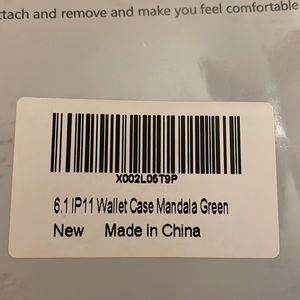 ttach and remove and make you feel comfortable
X002L06T9P
6.1 IP11 Wallet Case Mandala Green
New Made in China